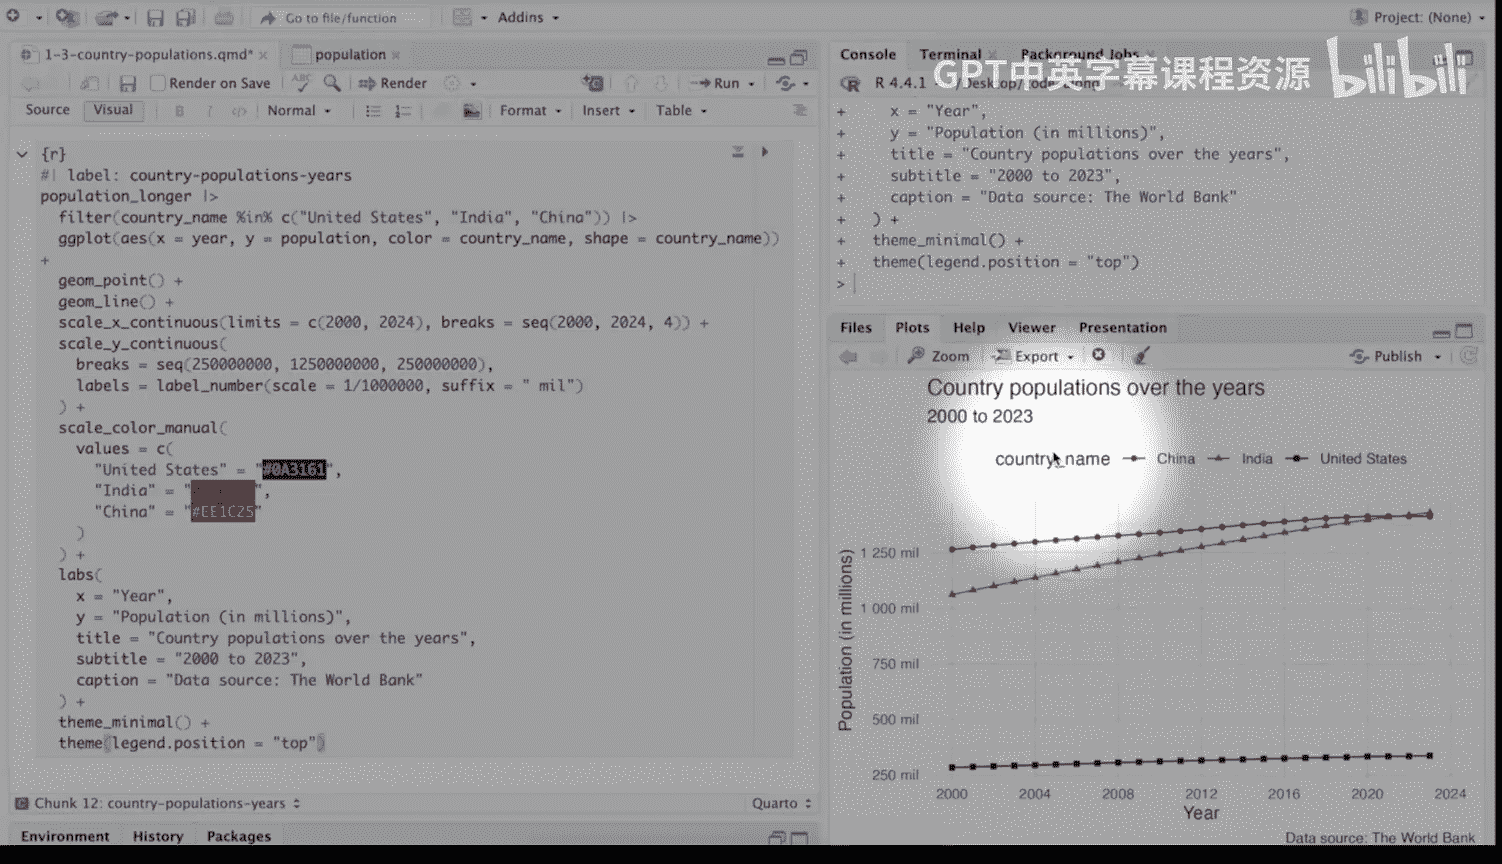 Go to file/function
Addins
Project: (None)
1-3-country-populations.qmd*
population
Render on Save
Render
Run
Source
Visual
B
I
Normal
Format
Insert
Table
{r}
#| label: country-populations-years
population_longer |>
filter(country_name %in% c("United States", "India", "China")) |>
ggplot(aes(x = year, y = population, color = country_name, shape = country_name))
+
geom_point() +
geom_line() +
scale_x_continuous(limits = c(2000, 2024), breaks = seq(2000, 2024, 4)) +
scale_y_continuous(
breaks = seq(250000000, 1250000000, 250000000),
labels = label_number(scale = 1/1000000, suffix = " mil")
) +
scale_color_manual(
values = c(
"United States" = "#0A3161",
"India" = " ",
"China" = "#EE1C25"
)
) +
labs(
x = "Year",
y = "Population (in millions)",
title = "Country populations over the years",
subtitle = "2000 to 2023",
caption = "Data source: The World Bank"
) +
theme_minimal() +
theme(legend.position = "top")
Chunk 12: country-populations-years
Quarto
Environment
History
Packages
Console
Terminal
Background Jobs
GPT中英字幕课程资源
bilibili
R 4.4.1
+ x = "Year",
+ y = "Population (in millions)",
+ title = "Country populations over the years",
+ subtitle = "2000 to 2023",
+ caption = "Data source: The World Bank"
+ ) +
+ theme_minimal() +
+ theme(legend.position = "top")
>
Files
Plots
Help
Viewer
Presentation
Zoom
Export
Publish
Country populations over the years
2000 to 2023
country_name
China
India
United States
Population (in millions)
1 250 mil
1 000 mil
750 mil
500 mil
250 mil
2000
2004
2008
2012
2016
2020
2024
Year
Data source: The World Bank